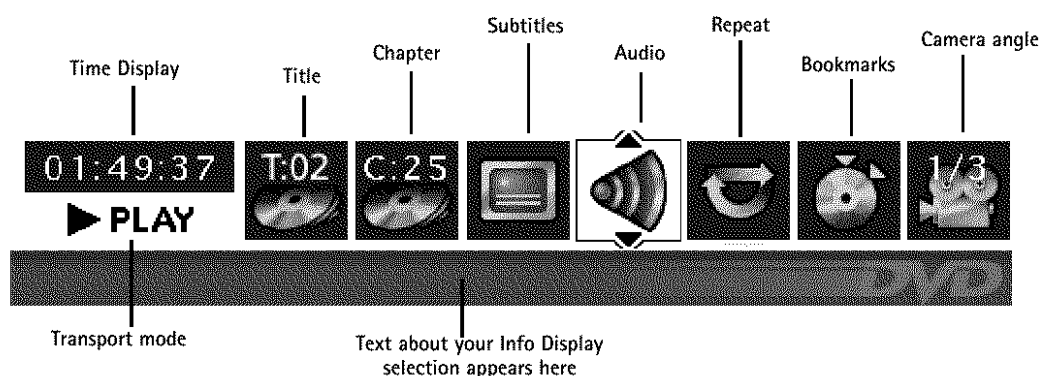 Subtitles
Repeat
Chapter
Audio
Camera angle
Time Display
Title
Bookmarks
01:49:37
T:02
C:25
1/3
PLAY
DVD
Transport mode
Text about your Info Display
selection appears here